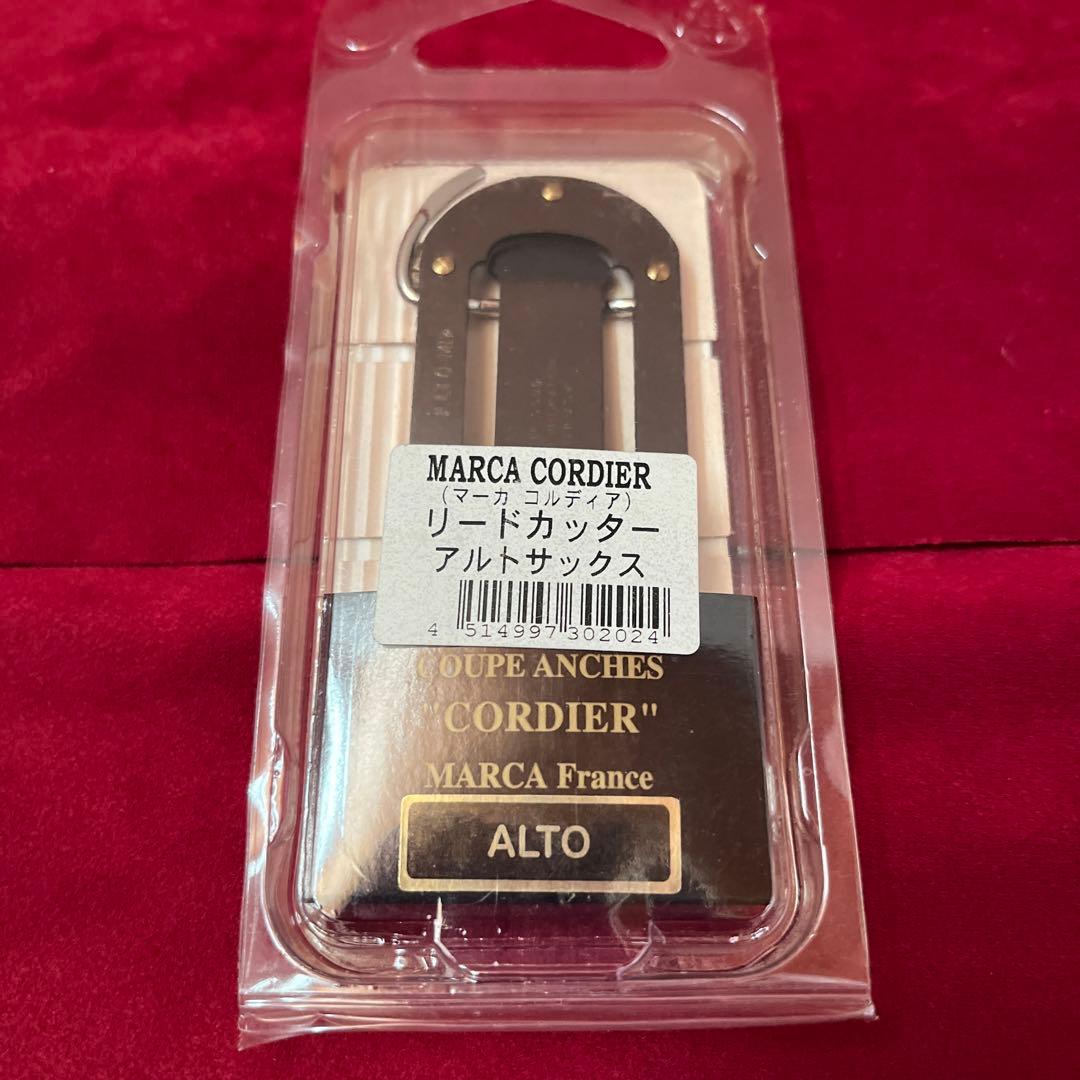 MARCA CORDIER
(マーカ コルディア)
リードカッター
アルトサックス
4 514997 302024
COUPE ANCHES
"CORDIER"
MARCA France
ALTO